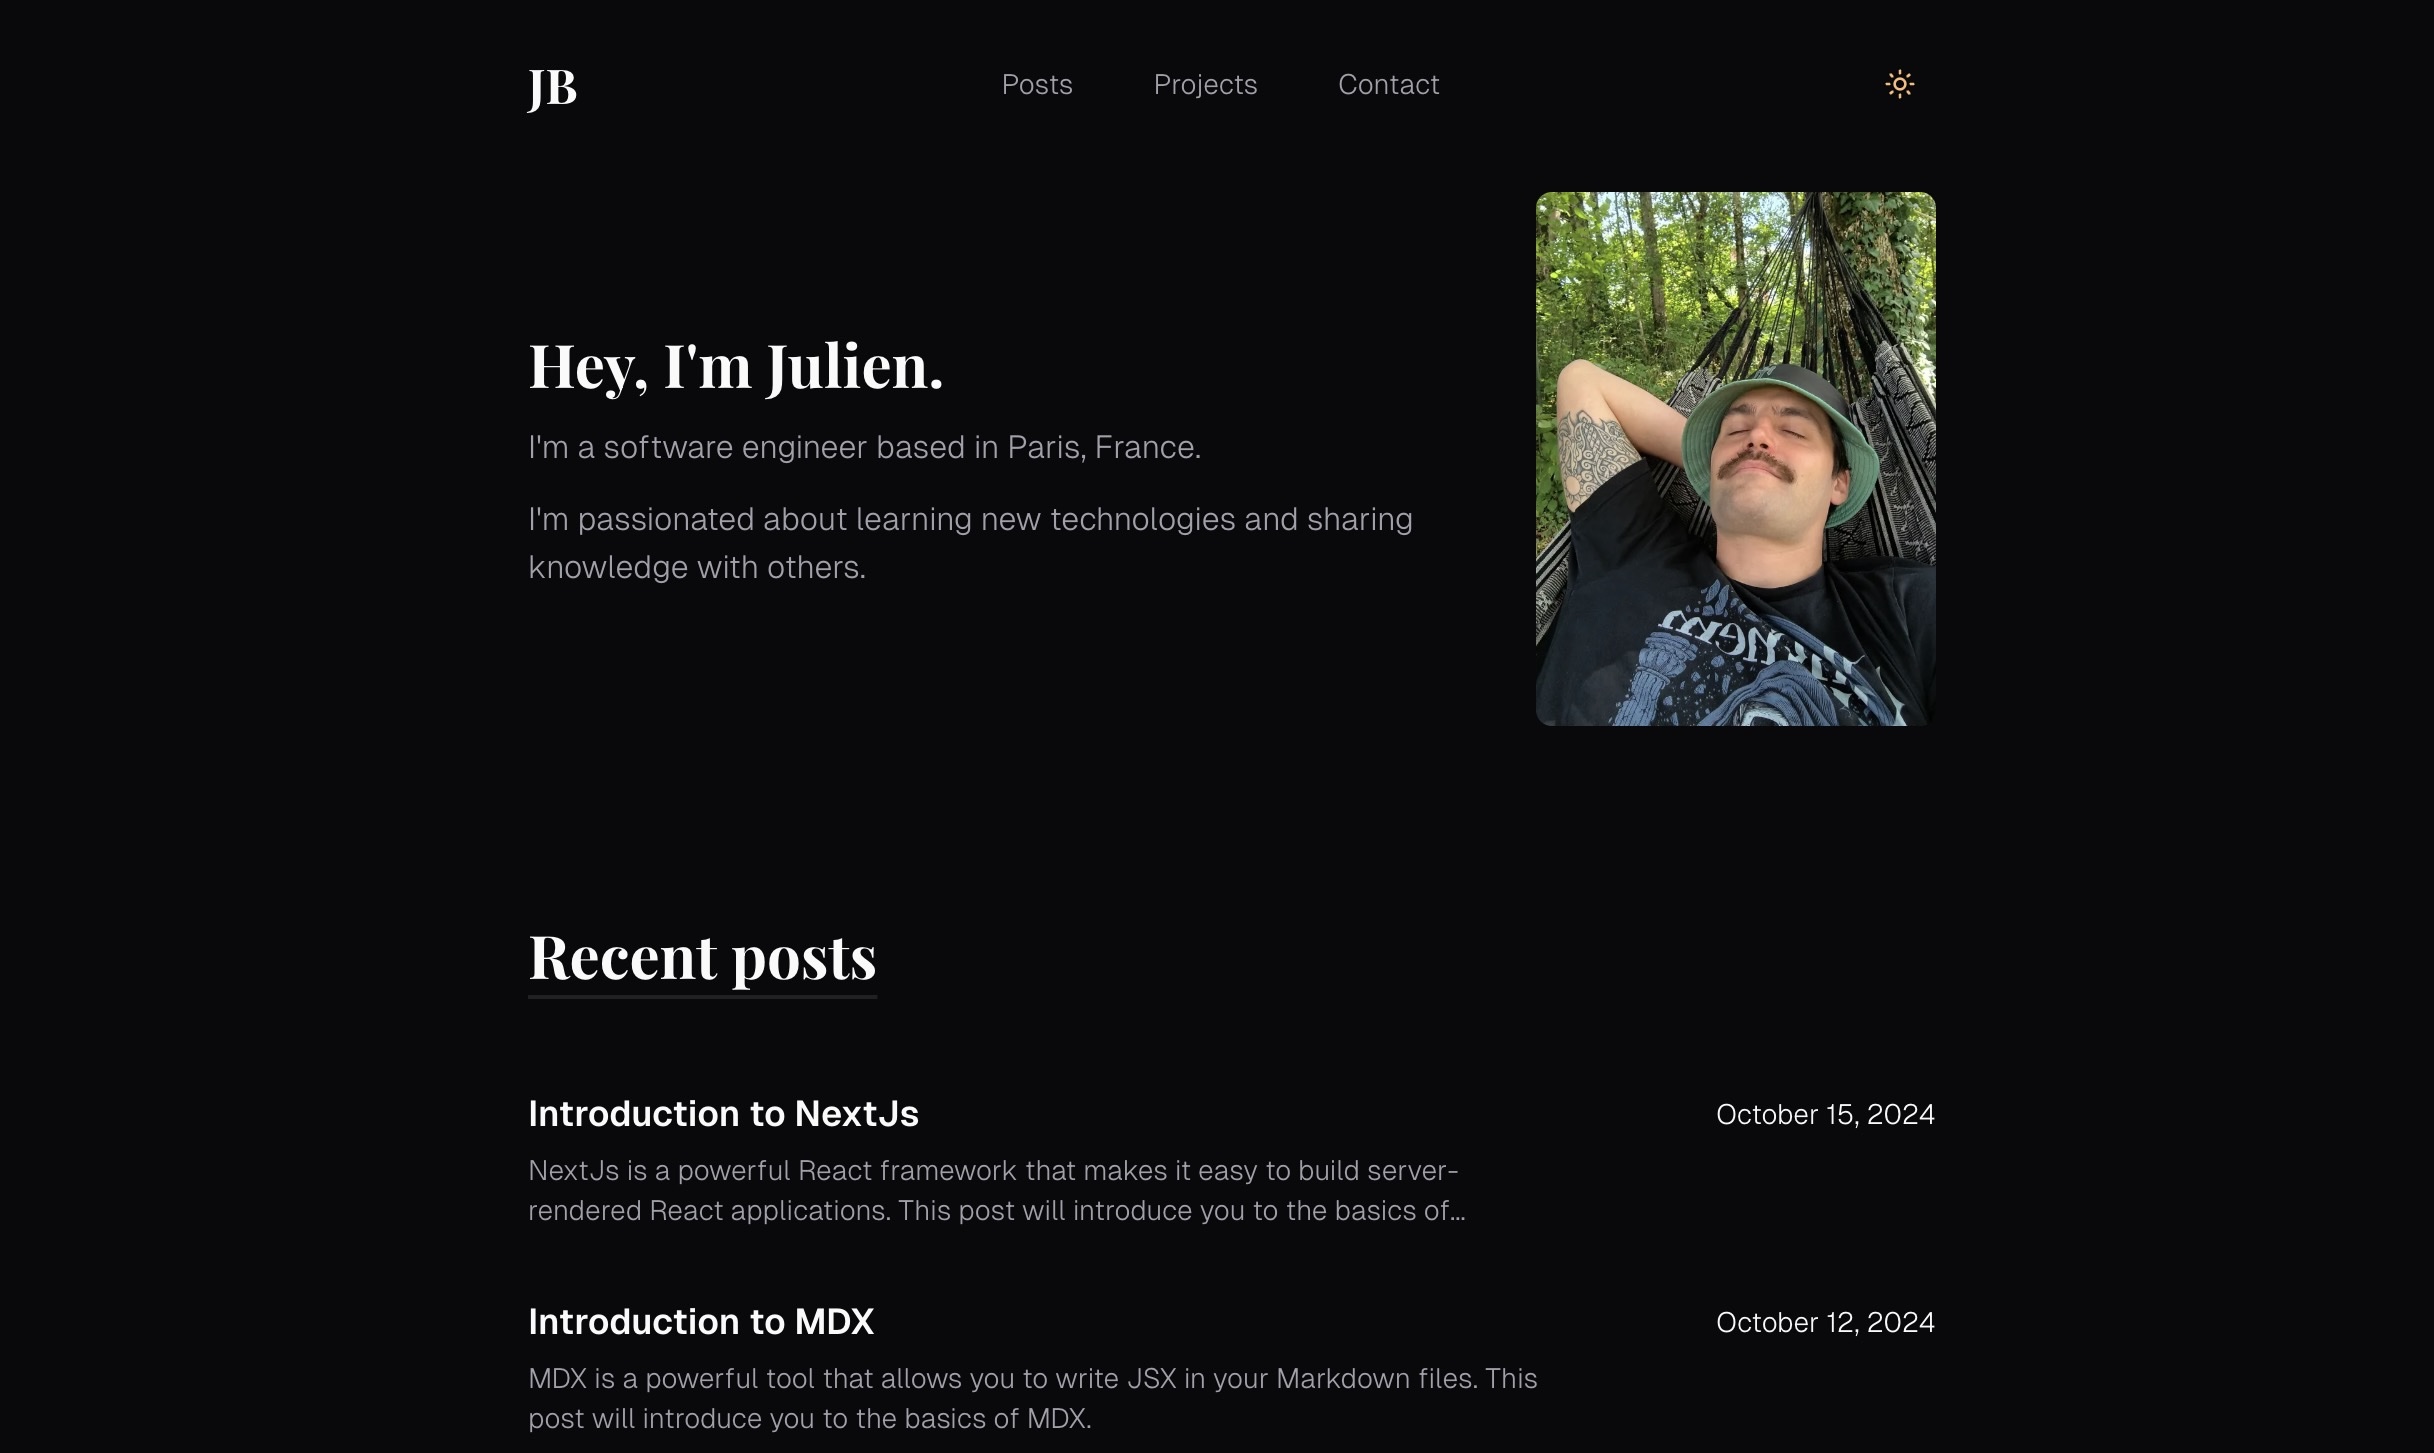 JB
Posts Projects Contact
Hey, I'm Julien.
I'm a software engineer based in Paris, France.
I'm passionated about learning new technologies and sharing
knowledge with others.
Recent posts
Introduction to NextJs
October 15, 2024
NextJs is a powerful React framework that makes it easy to build server-
rendered React applications. This post will introduce you to the basics of...
Introduction to MDX
October 12, 2024
MDX is a powerful tool that allows you to write JSX in your Markdown files. This
post will introduce you to the basics of MDX.